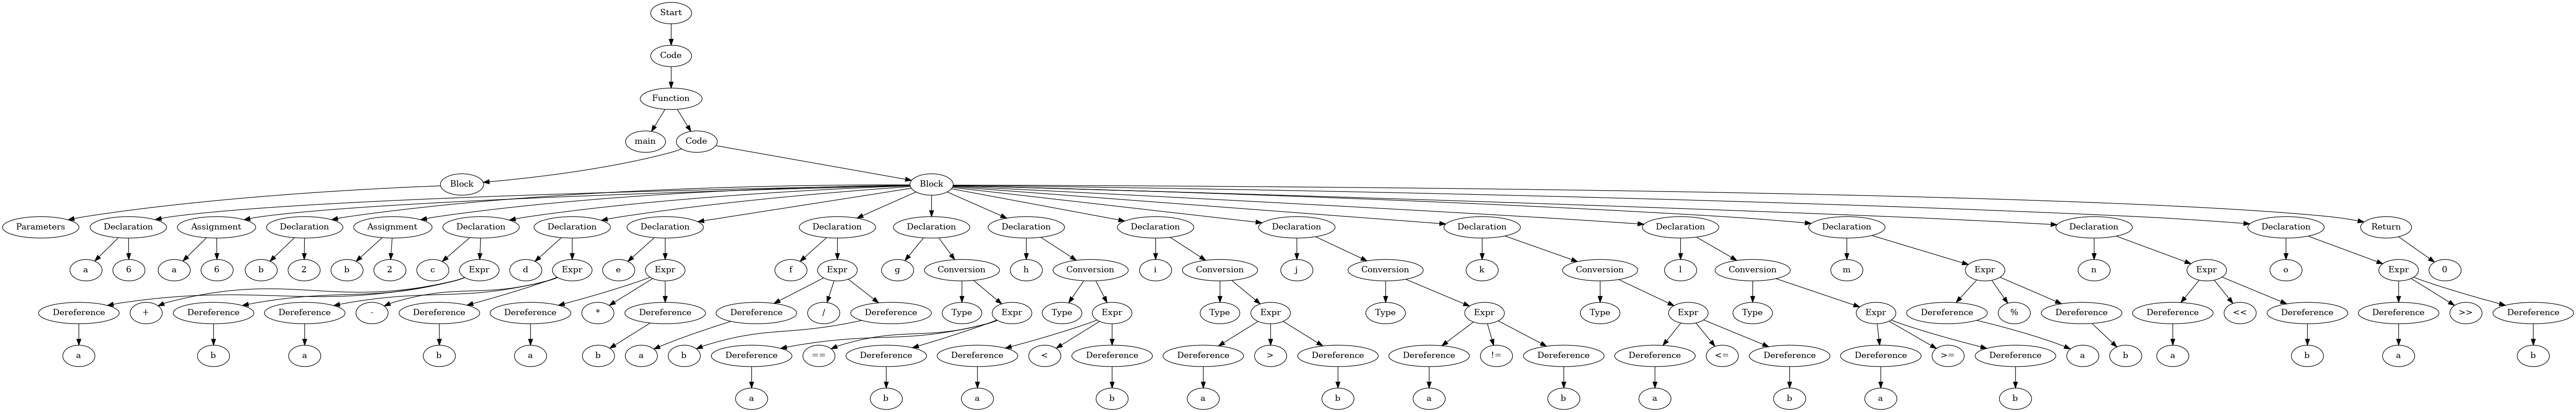 Start
Code
Function
main Code
Block Block
Parameters Declaration Assignment Declaration Assignment Declaration Declaration Declaration Declaration Declaration Declaration Declaration Declaration Declaration Declaration Declaration Declaration Declaration Return
a 6 a 6 b 2 b 2 c Expr d Expr e Expr f Expr g Conversion h Conversion i Conversion j Conversion k Conversion l Conversion m Expr n Expr o Expr 0
Dereference + Dereference Dereference - Dereference Dereference * Dereference Dereference / Dereference Type Expr Type Expr Type Expr Type Expr Type Expr Type Expr Dereference % Dereference Dereference << Dereference Dereference >> Dereference
a b a b a b a b Dereference == Dereference Dereference < Dereference Dereference > Dereference Dereference != Dereference Dereference <= Dereference Dereference >= Dereference a b a b a b
a b a b a b a b a b a b